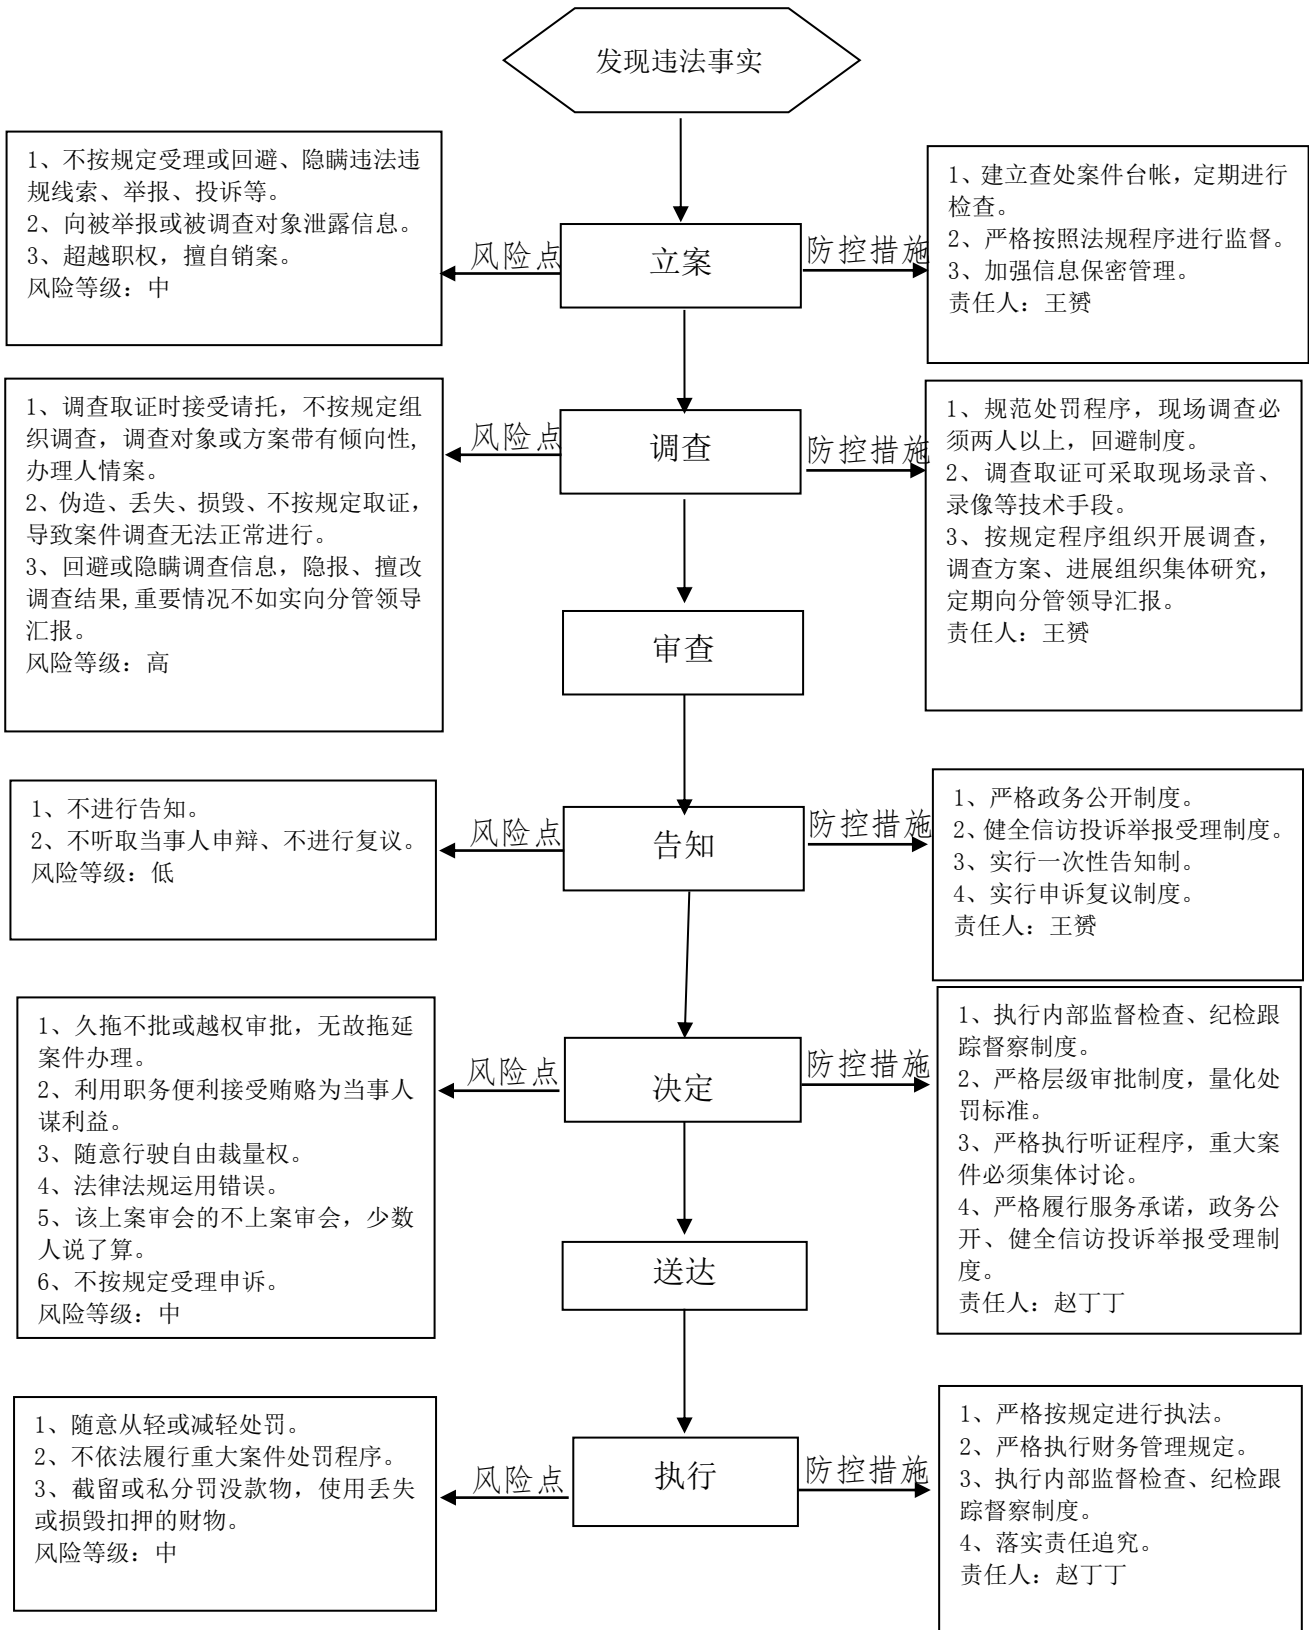 发现违法事实
1、不按规定受理或回避、隐瞒违法违
规线索、举报、投诉等。
2、向被举报或被调查对象泄露信息。
3、超越职权，擅自销案。
风险等级：中
风险点
立案
防控措施
1、建立查处案件台帐，定期进行
检查。
2、严格按照法规程序进行监督。
3、加强信息保密管理。
责任人：王赟
1、调查取证时接受请托，不按规定组
织调查，调查对象或方案带有倾向性,
办理人情案。
2、伪造、丢失、损毁、不按规定取证，
导致案件调查无法正常进行。
3、回避或隐瞒调查信息，隐报、擅改
调查结果,重要情况不如实向分管领导
汇报。
风险等级：高
风险点
调查
防控措施
1、规范处罚程序，现场调查必
须两人以上，回避制度。
2、调查取证可采取现场录音、
录像等技术手段。
3、按规定程序组织开展调查，
调查方案、进展组织集体研究，
定期向分管领导汇报。
责任人：王赟
审查
1、不进行告知。
2、不听取当事人申辩、不进行复议。
风险等级：低
风险点
告知
防控措施
1、严格政务公开制度。
2、健全信访投诉举报受理制度。
3、实行一次性告知制。
4、实行申诉复议制度。
责任人：王赟
1、久拖不批或越权审批，无故拖延
案件办理。
2、利用职务便利接受贿赂为当事人
谋利益。
3、随意行驶自由裁量权。
4、法律法规运用错误。
5、该上案审会的不上案审会，少数
人说了算。
6、不按规定受理申诉。
风险等级：中
风险点
决定
防控措施
1、执行内部监督检查、纪检跟
踪督察制度。
2、严格层级审批制度，量化处
罚标准。
3、严格执行听证程序，重大案
件必须集体讨论。
4、严格履行服务承诺，政务公
开、健全信访投诉举报受理制
度。
责任人：赵丁丁
送达
1、随意从轻或减轻处罚。
2、不依法履行重大案件处罚程序。
3、截留或私分罚没款物，使用丢失
或损毁扣押的财物。
风险等级：中
风险点
执行
防控措施
1、严格按规定进行执法。
2、严格执行财务管理规定。
3、执行内部监督检查、纪检跟
踪督察制度。
4、落实责任追究。
责任人：赵丁丁